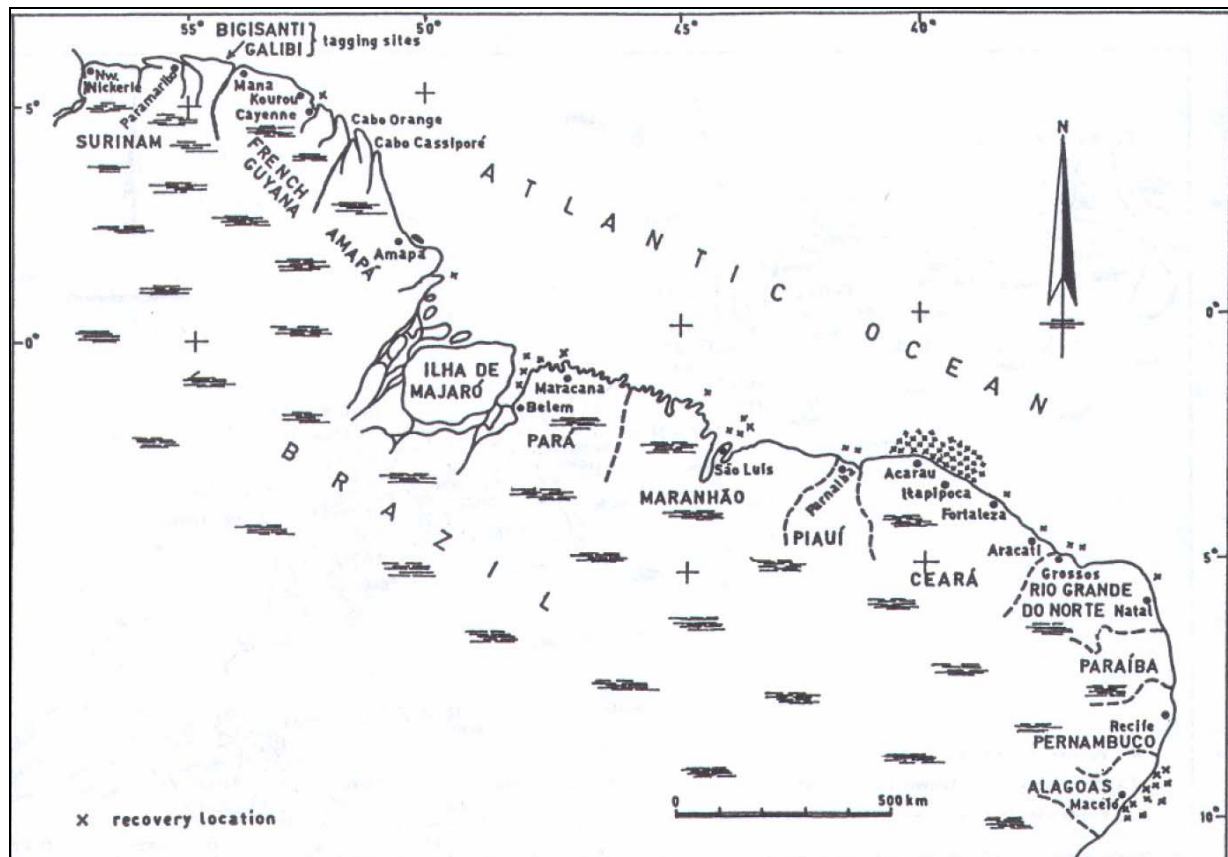 55°
50°
45°
40°
BIGISANTI
GALIBI
tagging sites
Nw.
Nickerie
Paramaribo
Mana
Kourou
Cayenne
5°
SURINAM
FRENCH
GUYANA
Cabo Orange
Cabo Cassiporé
ATLANTIC OCEAN
N
AMAPÁ
Amapá
0°
0°
ILHA DE
MAJARÓ
Maracana
Belem
PARA
BRAZIL
São Luis
MARANHÃO
Parnaiba
PIAUÍ
Acarau
Itapipoca
Fortaleza
Aracati
CEARÁ
5°
Grossos
RIO GRANDE
DO NORTE
Natal
PARAÍBA
Recife
PERNAMBUCO
ALAGOAS
Maceió
0
500 km
10°
x recovery location